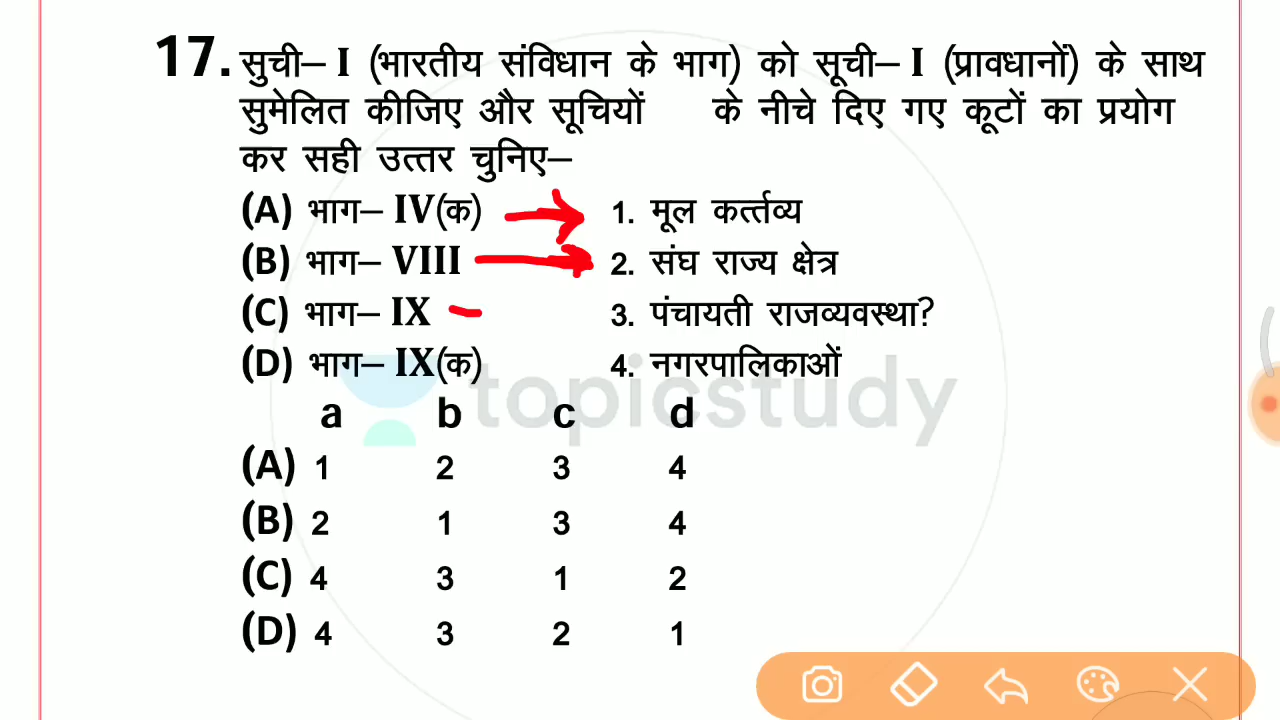 17. सुची– I (भारतीय संविधान के भाग) को सूची– I (प्रावधानों) के साथ
सुमेलित कीजिए और सूचियों के नीचे दिए गए कूटों का प्रयोग
कर सही उत्तर चुनिए–
(A) भाग– IV(क) 1. मूल कर्त्तव्य
(B) भाग– VIII 2. संघ राज्य क्षेत्र
(C) भाग– IX 3. पंचायती राजव्यवस्था?
(D) भाग– IX(क) 4. नगरपालिकाओं
topicstudy
a b c d
(A) 1 2 3 4
(B) 2 1 3 4
(C) 4 3 1 2
(D) 4 3 2 1